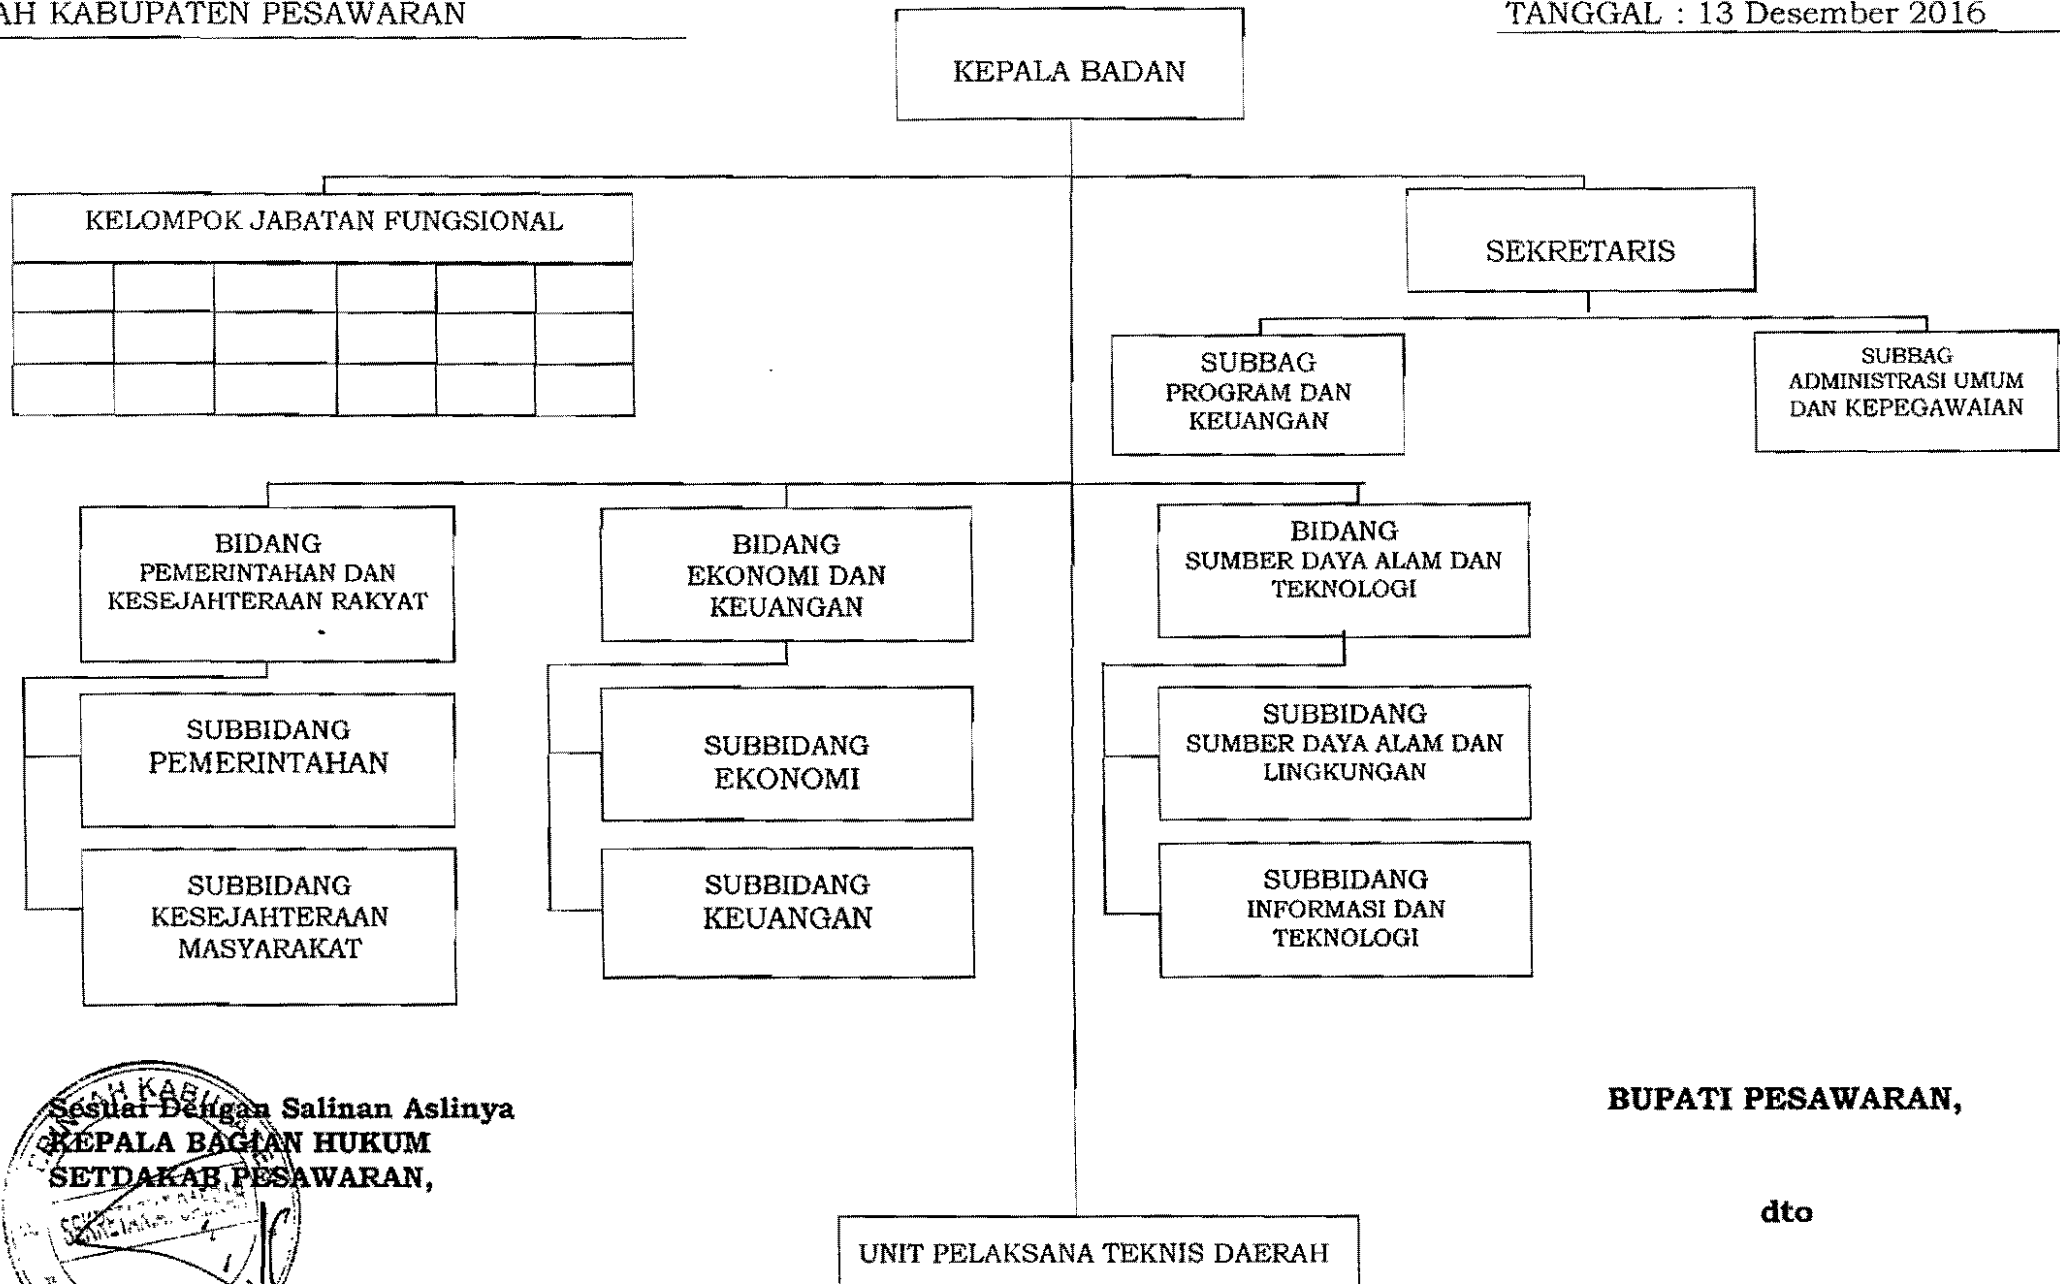 AH KABUPATEN PESAWARAN
TANGGAL : 13 Desember 2016
KEPALA BADAN
KELOMPOK JABATAN FUNGSIONAL
SEKRETARIS
SUBBAG
PROGRAM DAN
KEUANGAN
SUBBAG
ADMINISTRASI UMUM
DAN KEPEGAWAIAN
BIDANG
PEMERINTAHAN DAN
KESEJAHTERAAN RAKYAT
BIDANG
EKONOMI DAN
KEUANGAN
BIDANG
SUMBER DAYA ALAM DAN
TEKNOLOGI
SUBBIDANG
PEMERINTAHAN
SUBBIDANG
EKONOMI
SUBBIDANG
SUMBER DAYA ALAM DAN
LINGKUNGAN
SUBBIDANG
KESEJAHTERAAN
MASYARAKAT
SUBBIDANG
KEUANGAN
SUBBIDANG
INFORMASI DAN
TEKNOLOGI
Sesuai Dengan Salinan Aslinya
KEPALA BAGIAN HUKUM
SETDAKAB PESAWARAN,
SEKRETARIAT DAERAH
BUPATI PESAWARAN,
dto
UNIT PELAKSANA TEKNIS DAERAH